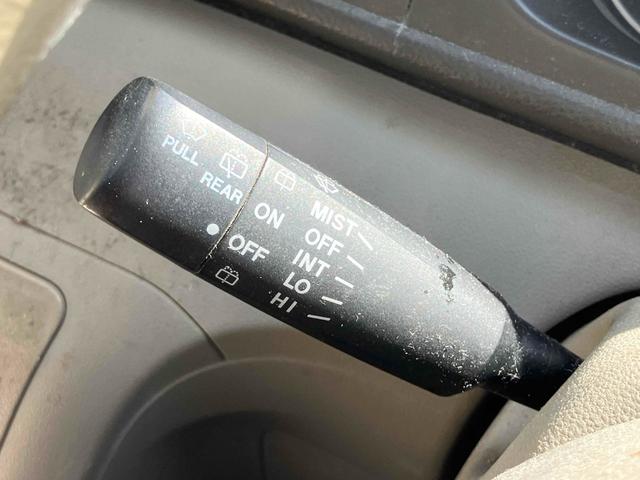 PULL
REAR
ON
OFF
MIST
OFF
INT
LO
HI